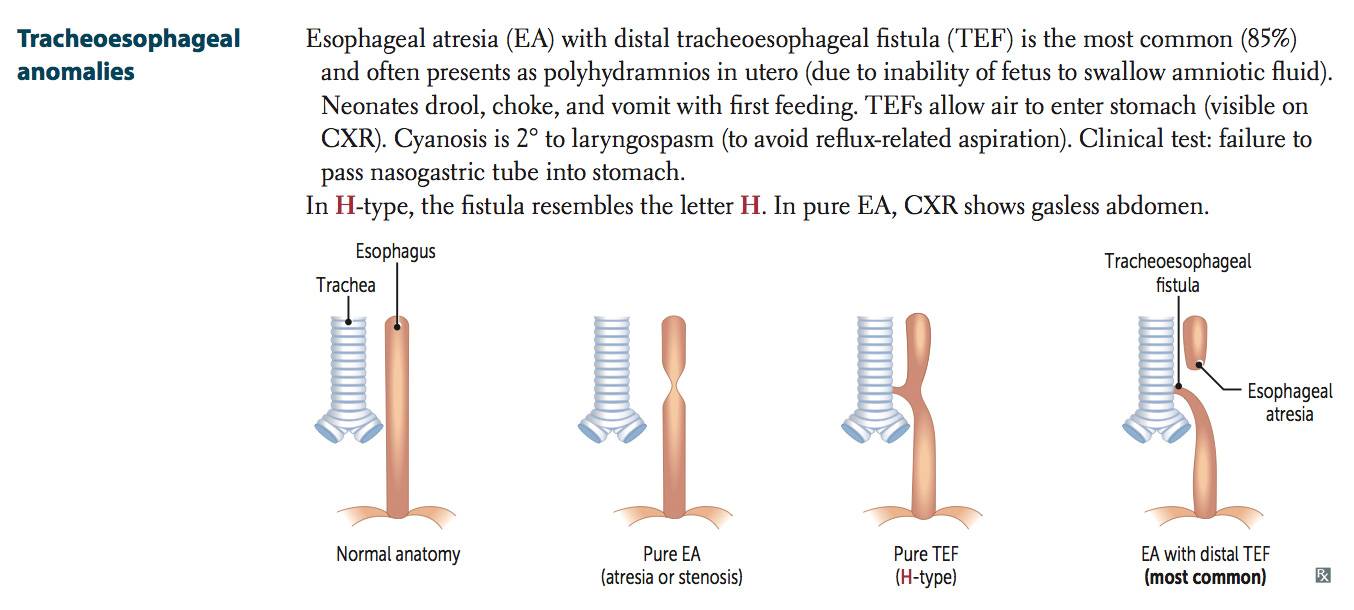 Tracheoesophageal
anomalies
Esophageal atresia (EA) with distal tracheoesophageal fistula (TEF) is the most common (85%)
and often presents as polyhydramnios in utero (due to inability of fetus to swallow amniotic fluid).
Neonates drool, choke, and vomit with first feeding. TEFs allow air to enter stomach (visible on
CXR). Cyanosis is 2° to laryngospasm (to avoid reflux-related aspiration). Clinical test: failure to
pass nasogastric tube into stomach.
In H-type, the fistula resembles the letter H. In pure EA, CXR shows gasless abdomen.
Esophagus
Trachea
Tracheoesophageal
fistula
Esophageal
atresia
Normal anatomy
Pure EA
(atresia or stenosis)
Pure TEF
(H-type)
EA with distal TEF
(most common)
Rx